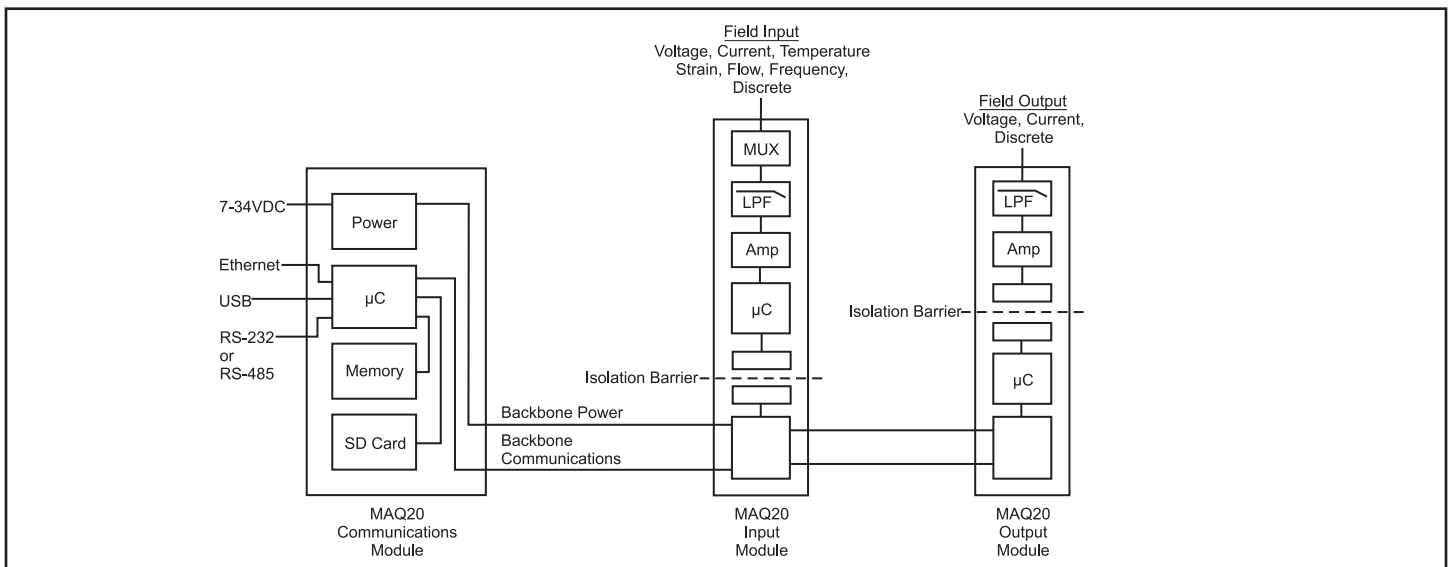 Field Input
Voltage, Current, Temperature
Strain, Flow, Frequency,
Discrete
Field Output
Voltage, Current,
Discrete
MUX
LPF
Amp
µC
Isolation Barrier
LPF
Amp
Isolation Barrier
µC
7-34VDC
Ethernet
USB
RS-232
or
RS-485
Power
µC
Memory
SD Card
Backbone Power
Backbone
Communications
MAQ20
Communications
Module
MAQ20
Input
Module
MAQ20
Output
Module